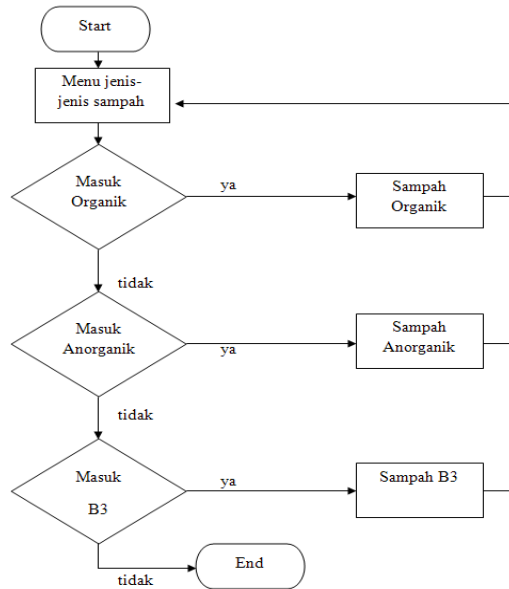 Start
Menu jenis-
jenis sampah
Masuk
Organik
ya
Sampah
Organik
tidak
Masuk
Anorganik
ya
Sampah
Anorganik
tidak
Masuk
B3
ya
Sampah B3
tidak
End